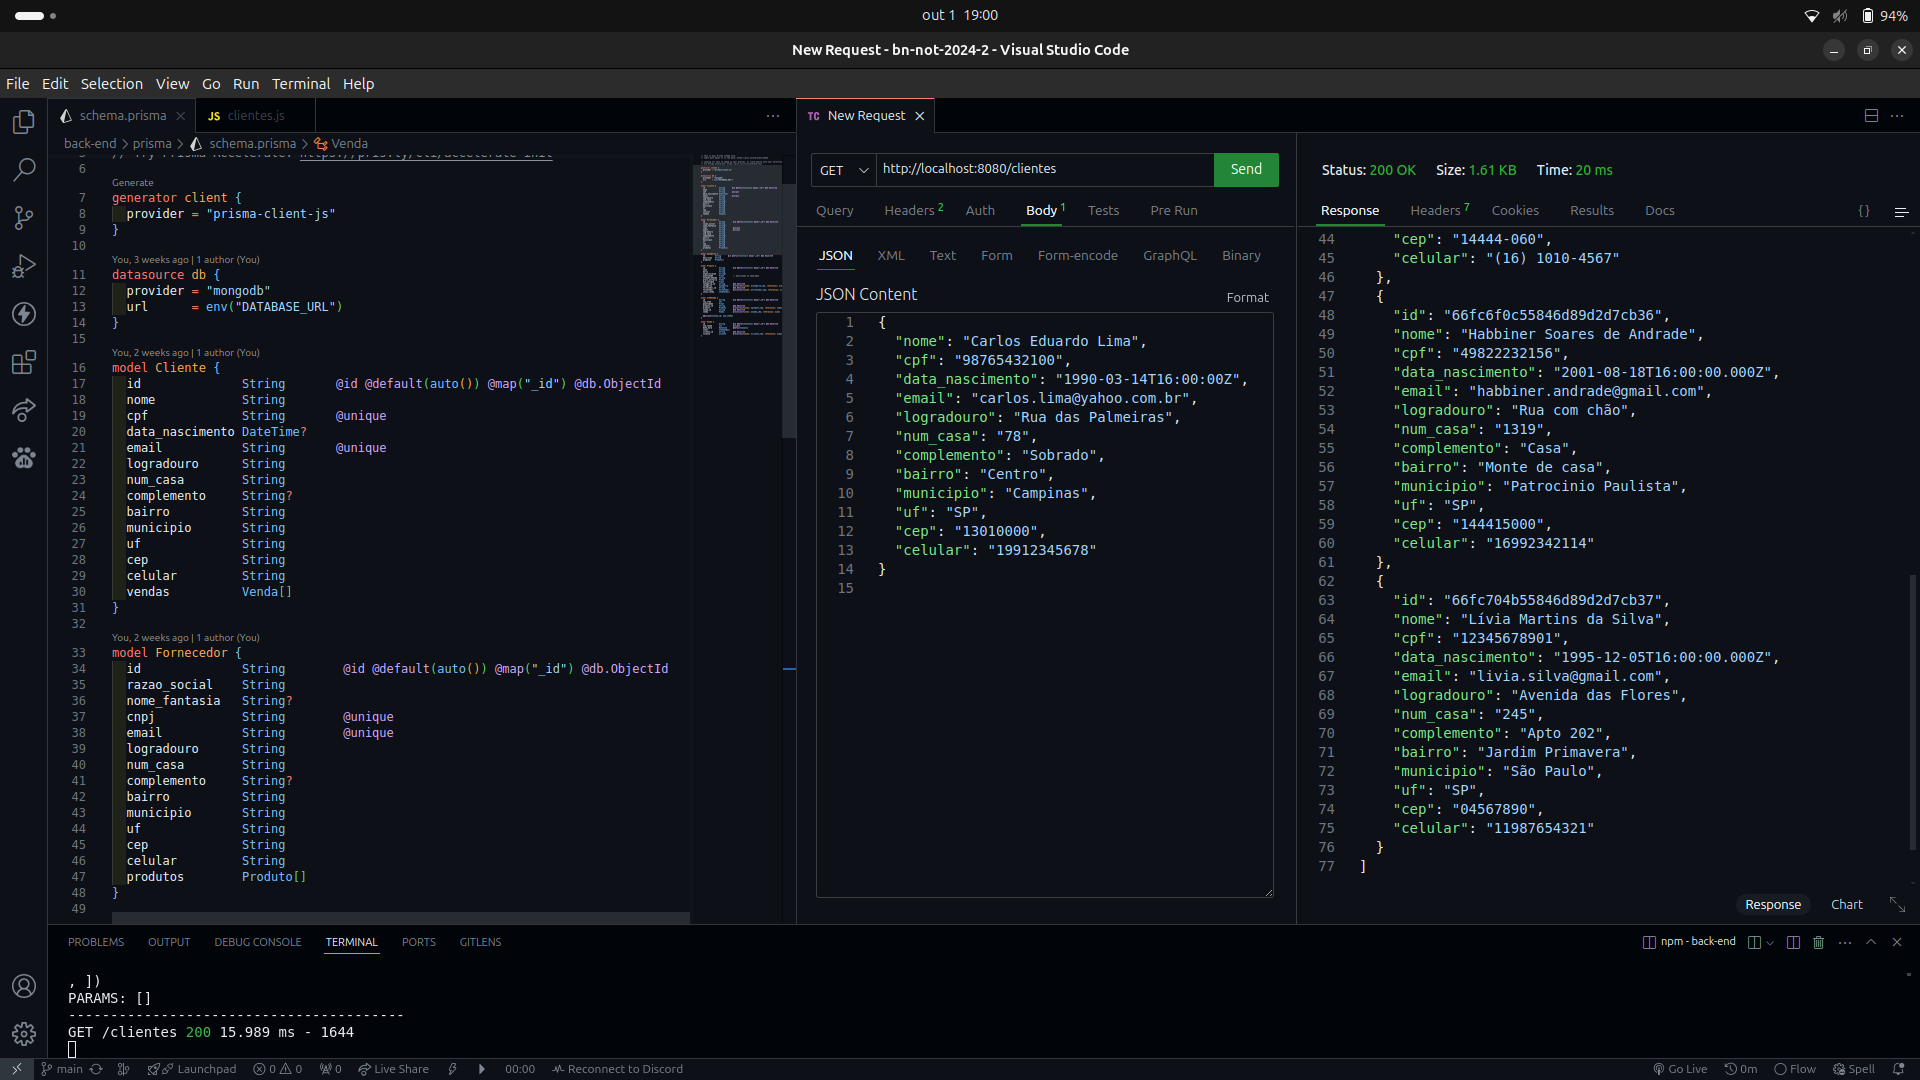 out 1 19:00
94%
New Request - bn-not-2024-2 - Visual Studio Code
File Edit Selection View Go Run Terminal Help
schema.prisma
JS clientes.js
TC New Request
back-end > prisma > schema.prisma > Venda
6
Generate
7 generator client {
8 provider = "prisma-client-js"
9 }
10
You, 3 weeks ago | 1 author (You)
11 datasource db {
12 provider = "mongodb"
13 url = env("DATABASE_URL")
14 }
15
You, 2 weeks ago | 1 author (You)
16 model Cliente {
17 id String @id @default(auto()) @map("_id") @db.ObjectId
18 nome String
19 cpf String @unique
20 data_nascimento DateTime?
21 email String @unique
22 logradouro String
23 num_casa String
24 complemento String?
25 bairro String
26 municipio String
27 uf String
28 cep String
29 celular String
30 vendas Venda[]
31 }
32
You, 2 weeks ago | 1 author (You)
33 model Fornecedor {
34 id String @id @default(auto()) @map("_id") @db.ObjectId
35 razao_social String
36 nome_fantasia String?
37 cnpj String @unique
38 email String @unique
39 logradouro String
40 num_casa String
41 complemento String?
42 bairro String
43 municipio String
44 uf String
45 cep String
46 celular String
47 produtos Produto[]
48 }
49
GET http://localhost:8080/clientes Send
Query Headers 2 Auth Body 1 Tests Pre Run
JSON XML Text Form Form-encode GraphQL Binary
JSON Content Format
1 {
2 "nome": "Carlos Eduardo Lima",
3 "cpf": "98765432100",
4 "data_nascimento": "1990-03-14T16:00:00Z",
5 "email": "carlos.lima@yahoo.com.br",
6 "logradouro": "Rua das Palmeiras",
7 "num_casa": "78",
8 "complemento": "Sobrado",
9 "bairro": "Centro",
10 "municipio": "Campinas",
11 "uf": "SP",
12 "cep": "13010000",
13 "celular": "19912345678"
14 }
15
Status: 200 OK Size: 1.61 KB Time: 20 ms
Response Headers 7 Cookies Results Docs { }
44 "cep": "14444-060",
45 "celular": "(16) 1010-4567"
46 },
47 {
48 "id": "66fc6f0c55846d89d2d7cb36",
49 "nome": "Habbiner Soares de Andrade",
50 "cpf": "49822232156",
51 "data_nascimento": "2001-08-18T16:00:00.000Z",
52 "email": "habbiner.andrade@gmail.com",
53 "logradouro": "Rua com chão",
54 "num_casa": "1319",
55 "complemento": "Casa",
56 "bairro": "Monte de casa",
57 "municipio": "Patrocinio Paulista",
58 "uf": "SP",
59 "cep": "144415000",
60 "celular": "16992342114"
61 },
62 {
63 "id": "66fc704b55846d89d2d7cb37",
64 "nome": "Lívia Martins da Silva",
65 "cpf": "12345678901",
66 "data_nascimento": "1995-12-05T16:00:00.000Z",
67 "email": "livia.silva@gmail.com",
68 "logradouro": "Avenida das Flores",
69 "num_casa": "245",
70 "complemento": "Apto 202",
71 "bairro": "Jardim Primavera",
72 "municipio": "São Paulo",
73 "uf": "SP",
74 "cep": "04567890",
75 "celular": "11987654321"
76 }
77 ]
Response Chart
PROBLEMS OUTPUT DEBUG CONSOLE TERMINAL PORTS GITLENS
npm - back-end
, ])
PARAMS: []
----------------------------------------
GET /clientes 200 15.989 ms - 1644
main Launchpad 0 0 0 Live Share 00:00 Reconnect to Discord
Go Live 0m Flow Spell